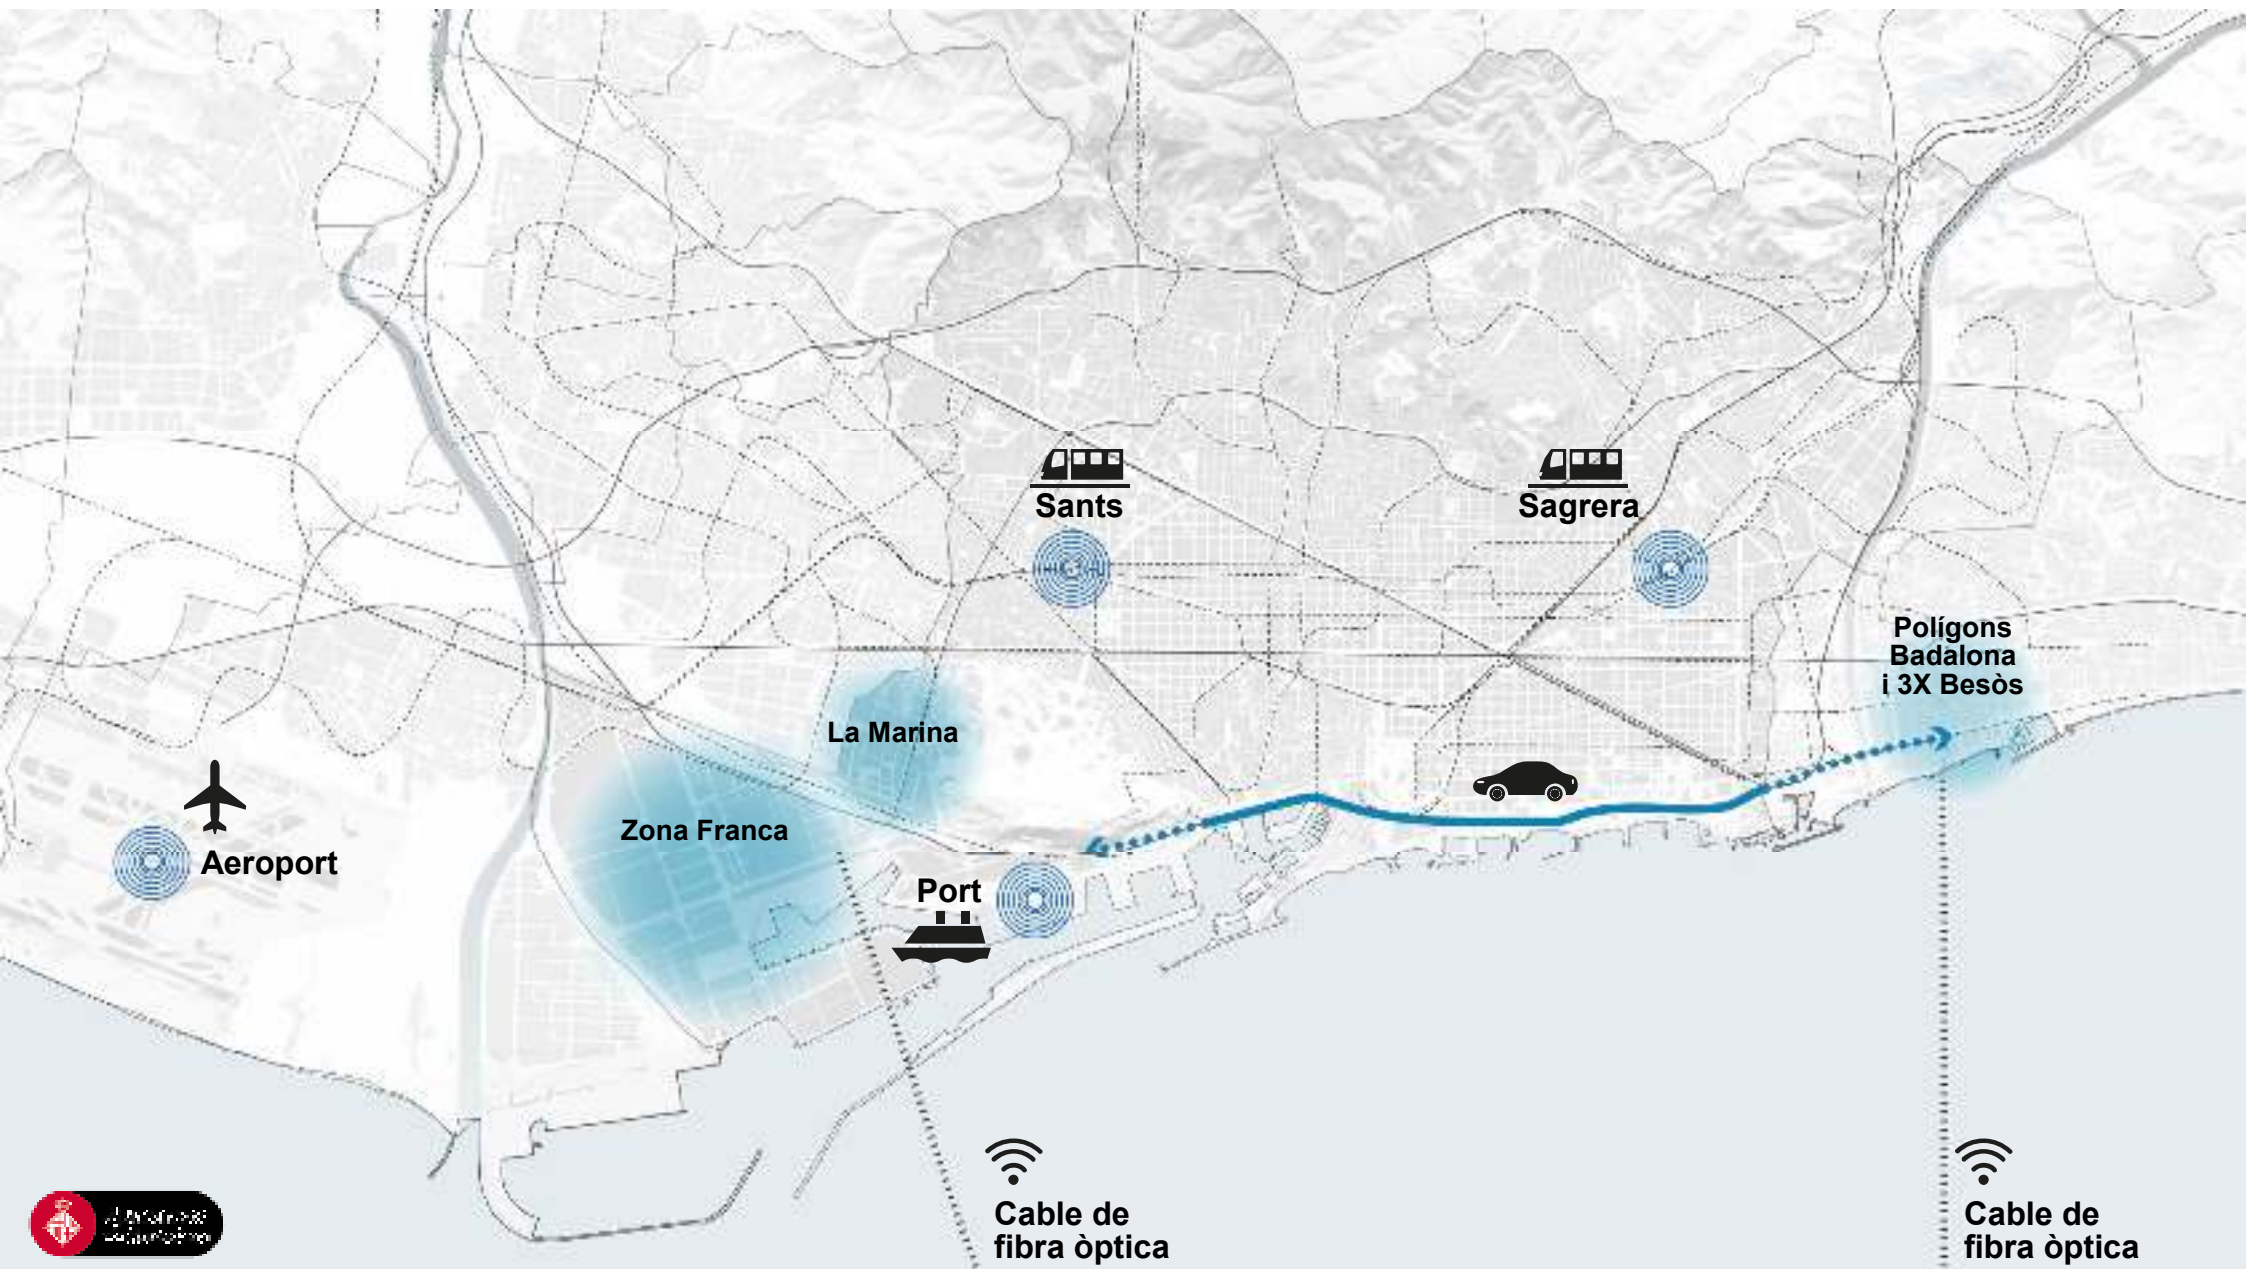 Sants
Sagrera
Polígons
Badalona
i 3X Besòs
La Marina
Zona Franca
Aeroport
Port
Cable de
fibra òptica
Cable de
fibra òptica